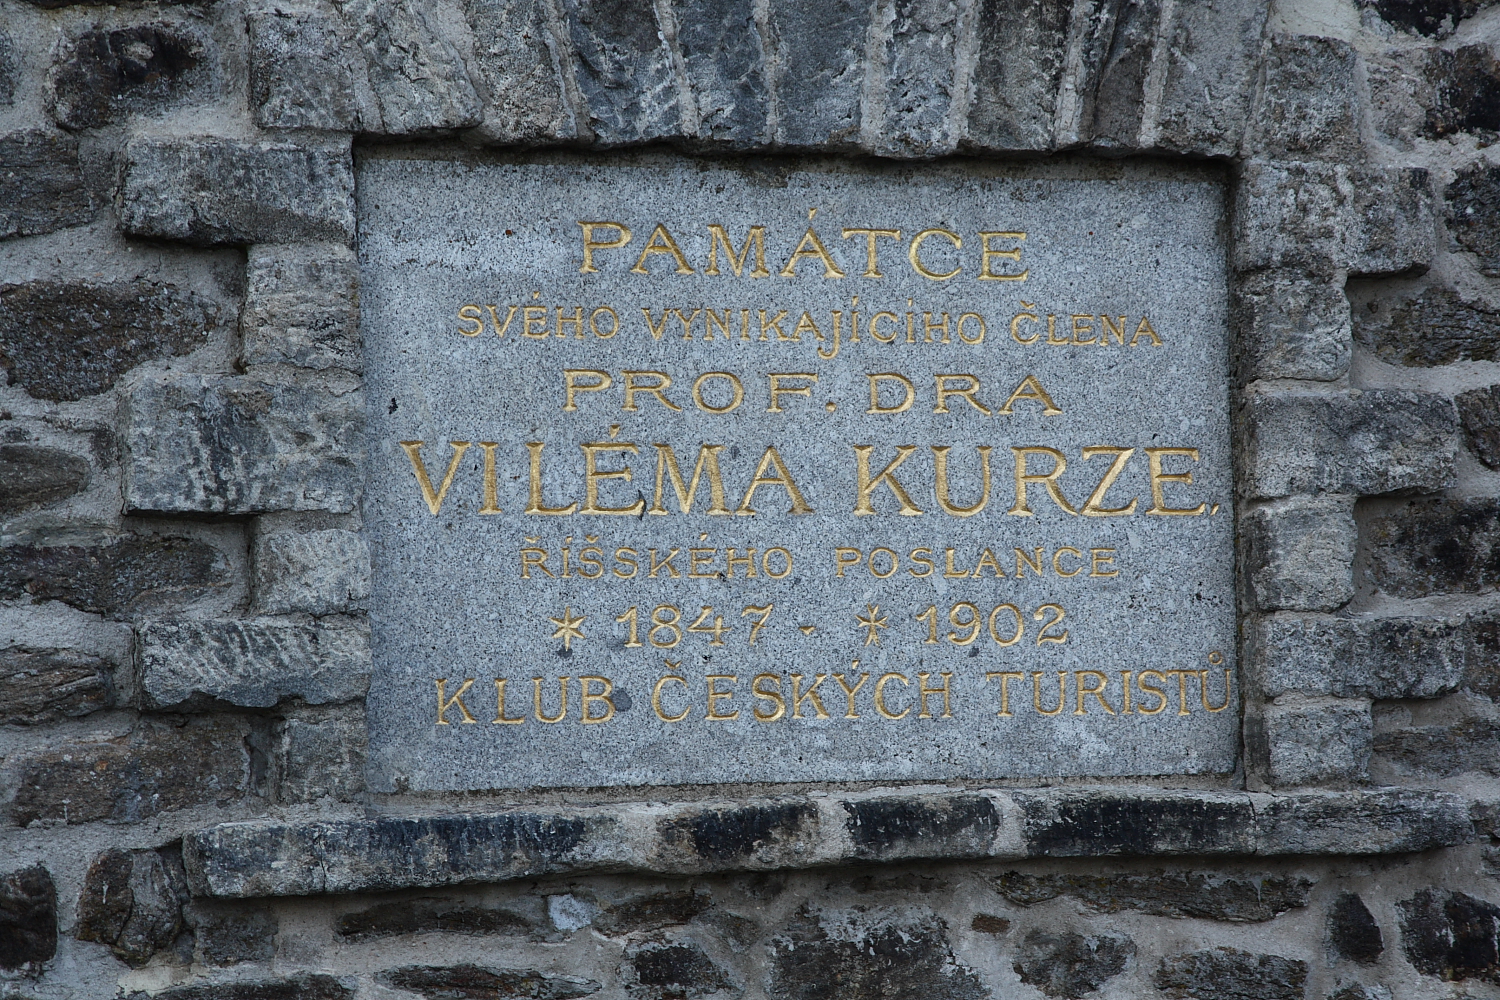 PAMÁTCE
SVÉHO VYNIKAJÍCÍHO ČLENA
PROF. DRA
VILÉMA KURZE,
ŘÍŠSKÉHO POSLANCE
* 1847 - * 1902
KLUB ČESKÝCH TURISTŮ